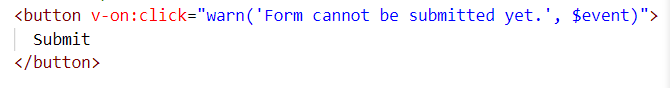 <button v-on:click="warn('Form cannot be submitted yet.', $event)">
Submit
</button>